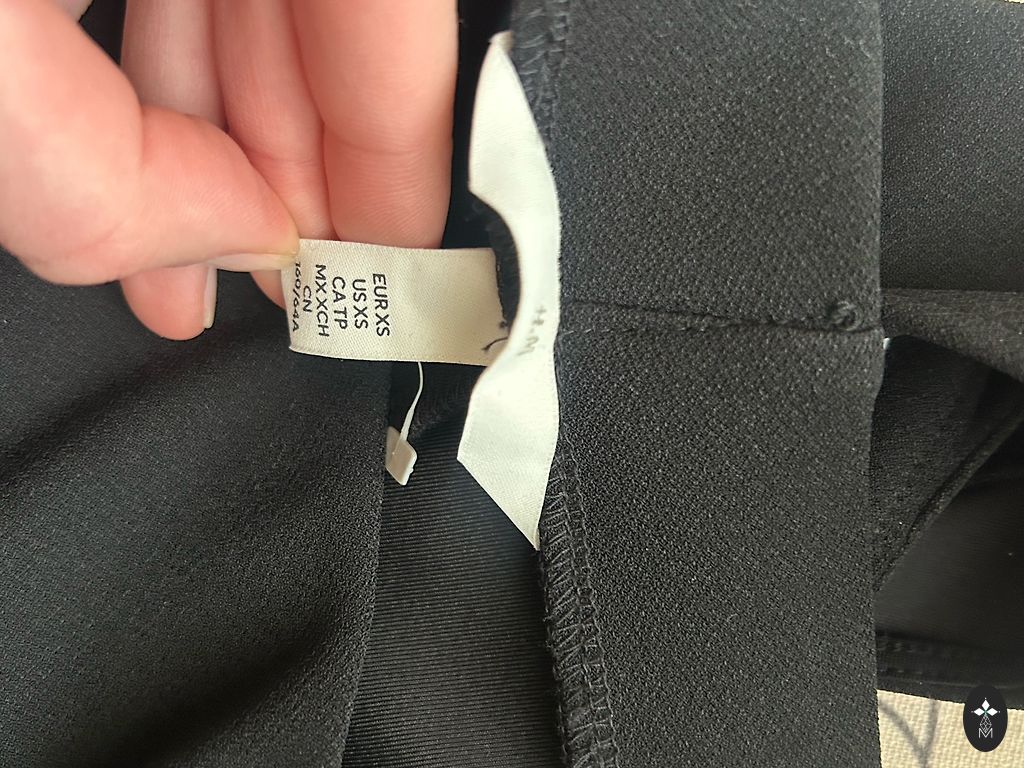 EUR XS
US XS
CA TP
MX XCH
CN
160/64A
H&M
M